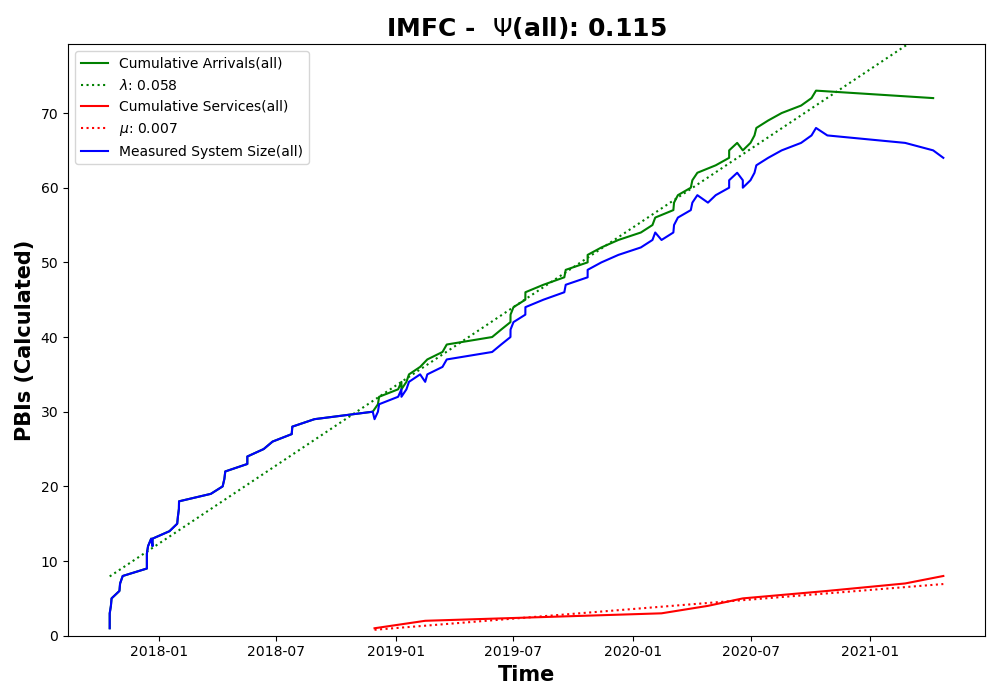 IMFC - Ψ(all): 0.115
Cumulative Arrivals(all)
λ: 0.058
Cumulative Services(all)
μ: 0.007
Measured System Size(all)
PBIs (Calculated)
70
60
50
40
30
20
10
0
2018-01 2018-07 2019-01 2019-07 2020-01 2020-07 2021-01
Time